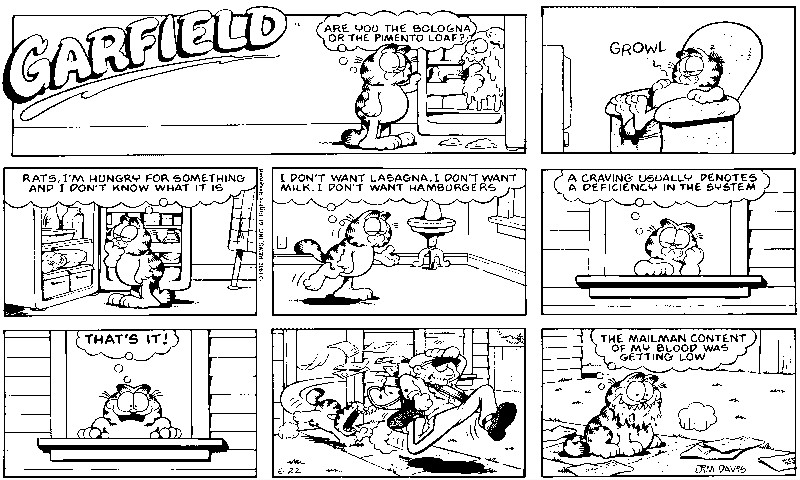 GARFIELD
ARE YOU THE BOLOGNA
OR THE PIMENTO LOAF?
GROWL
RATS, I'M HUNGRY FOR SOMETHING
AND I DON'T KNOW WHAT IT IS
I DON'T WANT LASAGNA. I DON'T WANT
MILK. I DON'T WANT HAMBURGERS
A CRAVING USUALLY DENOTES
A DEFICIENCY IN THE SYSTEM
THAT'S IT!
6-22
THE MAILMAN CONTENT
OF MY BLOOD WAS
GETTING LOW
JIM DAVIS